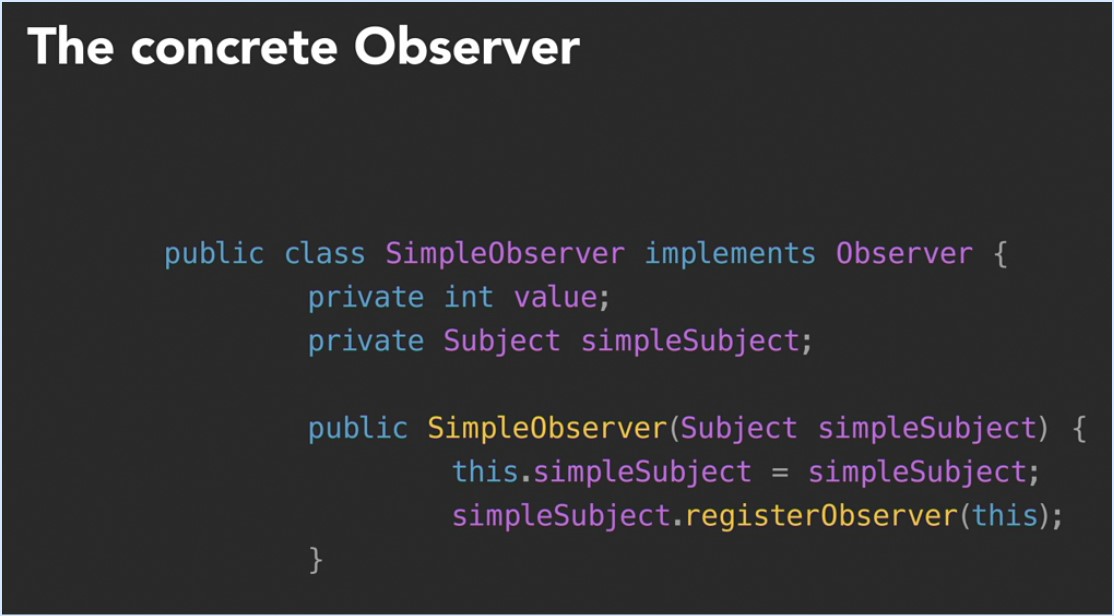 The concrete Observer
public class SimpleObserver implements Observer {
private int value;
private Subject simpleSubject;
public SimpleObserver(Subject simpleSubject) {
this.simpleSubject = simpleSubject;
simpleSubject.registerObserver(this);
}